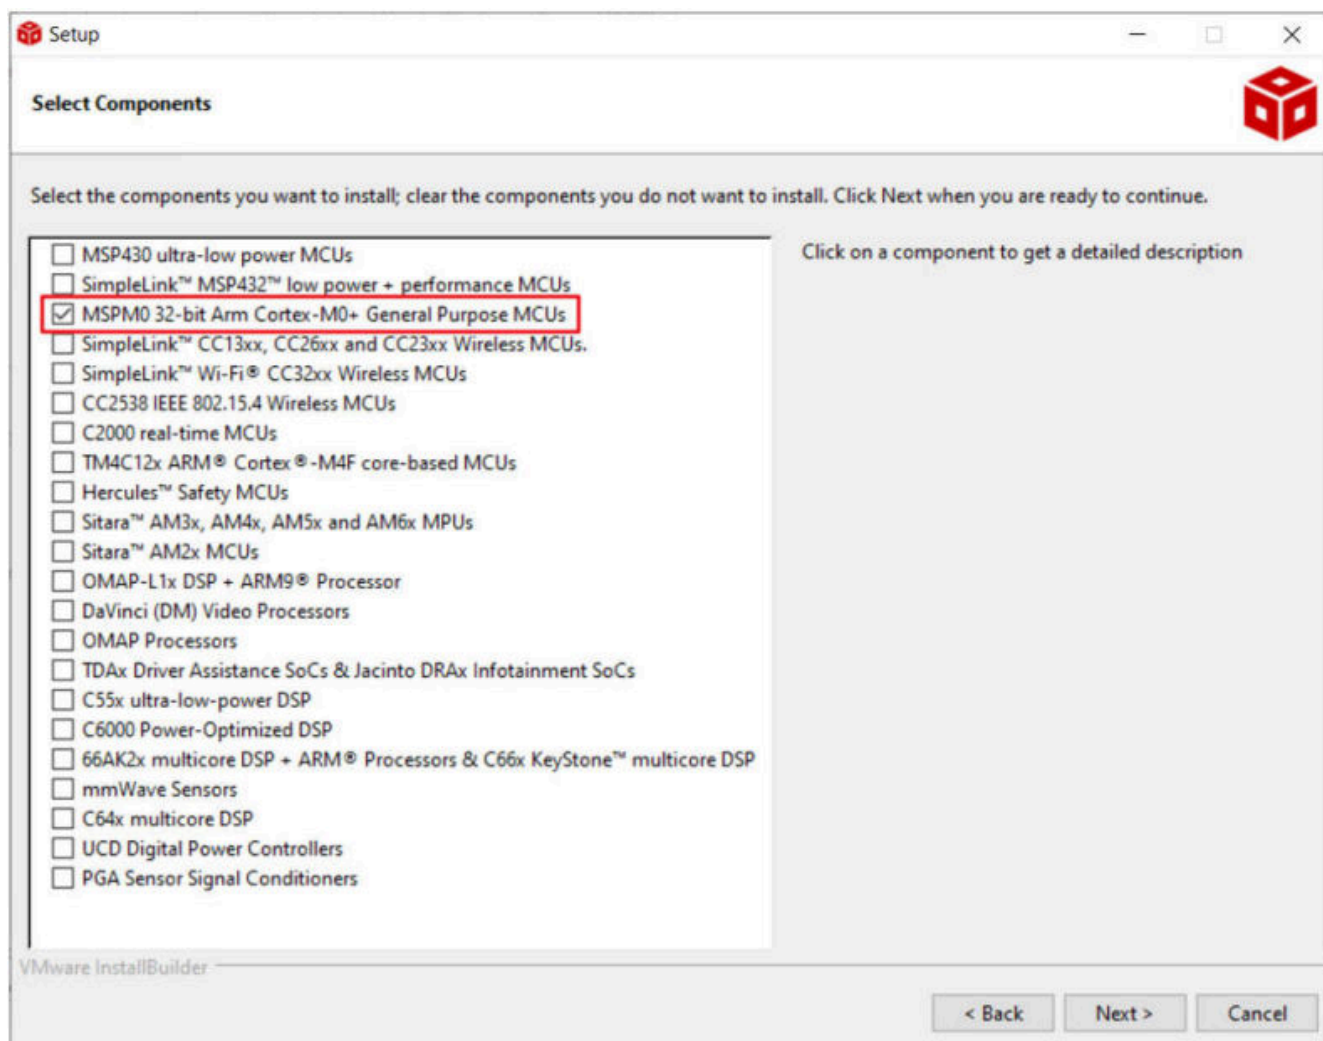 Setup
Select Components
Select the components you want to install; clear the components you do not want to install. Click Next when you are ready to continue.
MSP430 ultra-low power MCUs
SimpleLink™ MSP432™ low power + performance MCUs
MSPM0 32-bit Arm Cortex-M0+ General Purpose MCUs
SimpleLink™ CC13xx, CC26xx and CC23xx Wireless MCUs.
SimpleLink™ Wi-Fi® CC32xx Wireless MCUs
CC2538 IEEE 802.15.4 Wireless MCUs
C2000 real-time MCUs
TM4C12x ARM® Cortex®-M4F core-based MCUs
Hercules™ Safety MCUs
Sitara™ AM3x, AM4x, AM5x and AM6x MPUs
Sitara™ AM2x MCUs
OMAP-L1x DSP + ARM9® Processor
DaVinci (DM) Video Processors
OMAP Processors
TDAx Driver Assistance SoCs & Jacinto DRAx Infotainment SoCs
C55x ultra-low-power DSP
C6000 Power-Optimized DSP
66AK2x multicore DSP + ARM® Processors & C66x KeyStone™ multicore DSP
mmWave Sensors
C64x multicore DSP
UCD Digital Power Controllers
PGA Sensor Signal Conditioners
Click on a component to get a detailed description
VMware InstallBuilder
< Back Next > Cancel